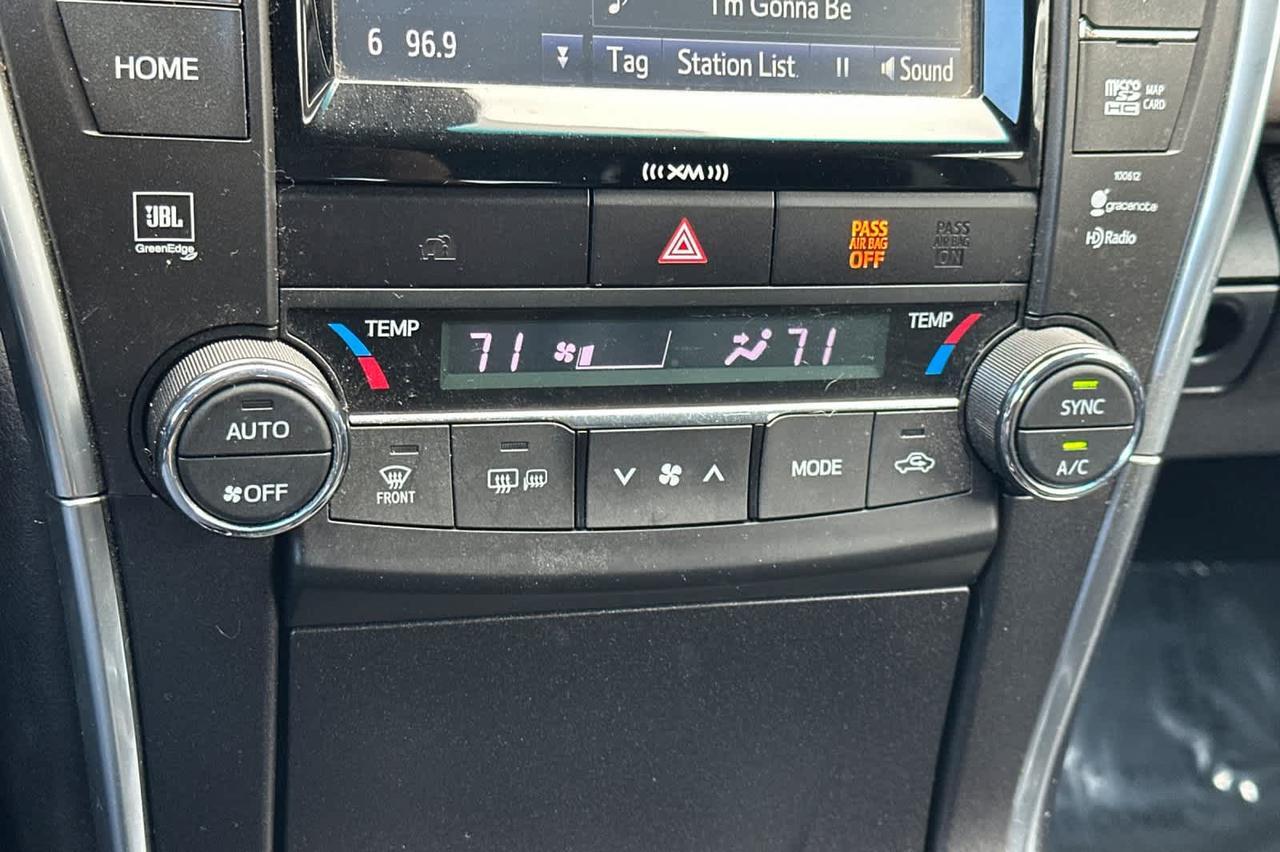 I'm Gonna Be
6 96.9
Tag Station List II Sound
HOME
micro SD HC MAP CARD
((( XM )))
100612
gracenote
HD Radio
JBL
GreenEdge
PASS AIR BAG OFF
PASS AIR BAG ON
TEMP 71 71 TEMP
AUTO
OFF
FRONT
MODE
SYNC
A/C